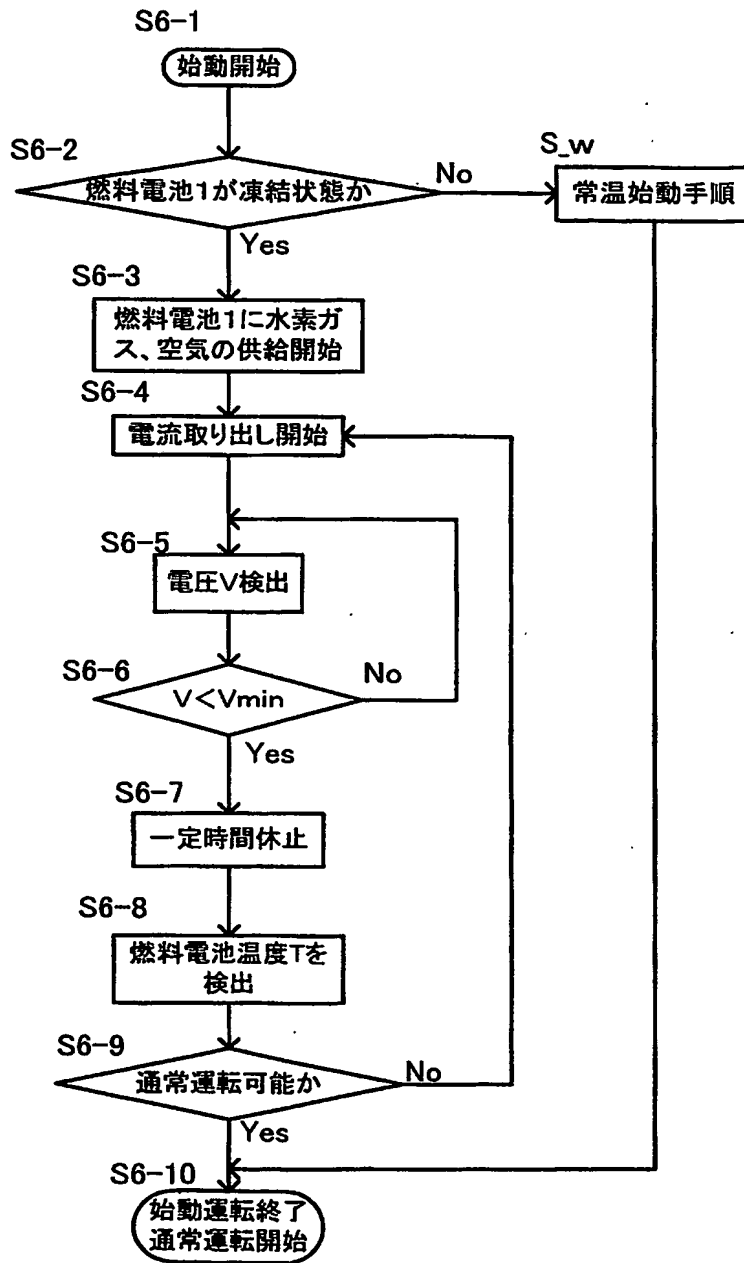 S6-1
始動開始
S6-2
燃料電池1が凍結状態か
No
S_w
常温始動手順
Yes
S6-3
燃料電池1に水素ガ
ス、空気の供給開始
S6-4
電流取り出し開始
S6-5
電圧V検出
S6-6
V<Vmin
No
Yes
S6-7
一定時間休止
S6-8
燃料電池温度Tを
検出
S6-9
通常運転可能か
No
Yes
S6-10
始動運転終了
通常運転開始